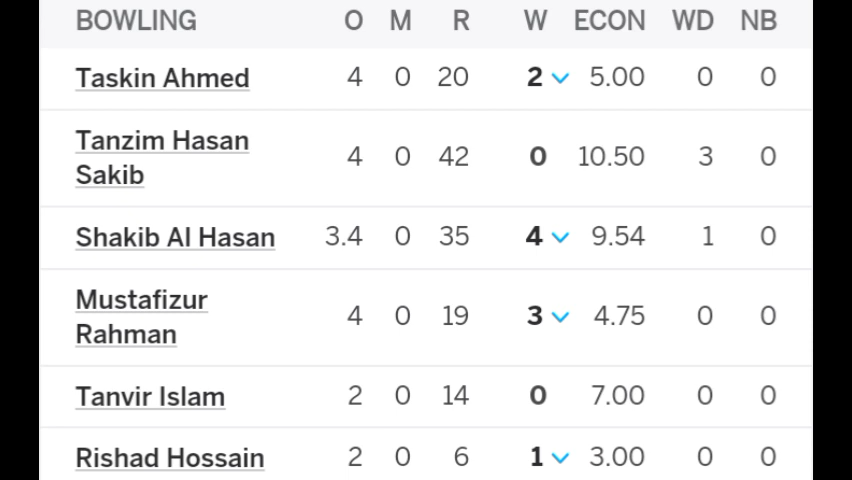 BOWLING O M R W ECON WD NB
Taskin Ahmed 4 0 20 2 5.00 0 0
Tanzim Hasan
Sakib 4 0 42 0 10.50 3 0
Shakib Al Hasan 3.4 0 35 4 9.54 1 0
Mustafizur
Rahman 4 0 19 3 4.75 0 0
Tanvir Islam 2 0 14 0 7.00 0 0
Rishad Hossain 2 0 6 1 3.00 0 0